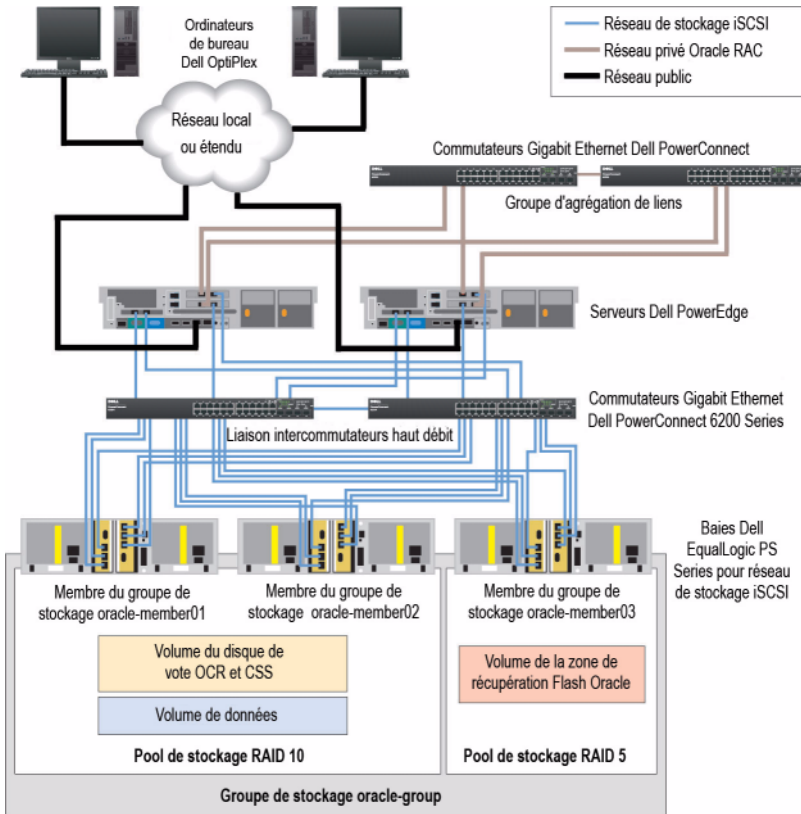 Ordinateurs
de bureau
Dell OptiPlex
Réseau de stockage iSCSI
Réseau privé Oracle RAC
Réseau public
Réseau local
ou étendu
Commutateurs Gigabit Ethernet Dell PowerConnect
Groupe d'agrégation de liens
Serveurs Dell PowerEdge
Commutateurs Gigabit Ethernet
Dell PowerConnect 6200 Series
Liaison intercommutateurs haut débit
Baies Dell
EqualLogic PS
Series pour réseau
de stockage iSCSI
Membre du groupe de
stockage oracle-member01
Membre du groupe de
stockage oracle-member02
Membre du groupe de
stockage oracle-member03
Volume du disque de
vote OCR et CSS
Volume de la zone de
récupération Flash Oracle
Volume de données
Pool de stockage RAID 10
Pool de stockage RAID 5
Groupe de stockage oracle-group